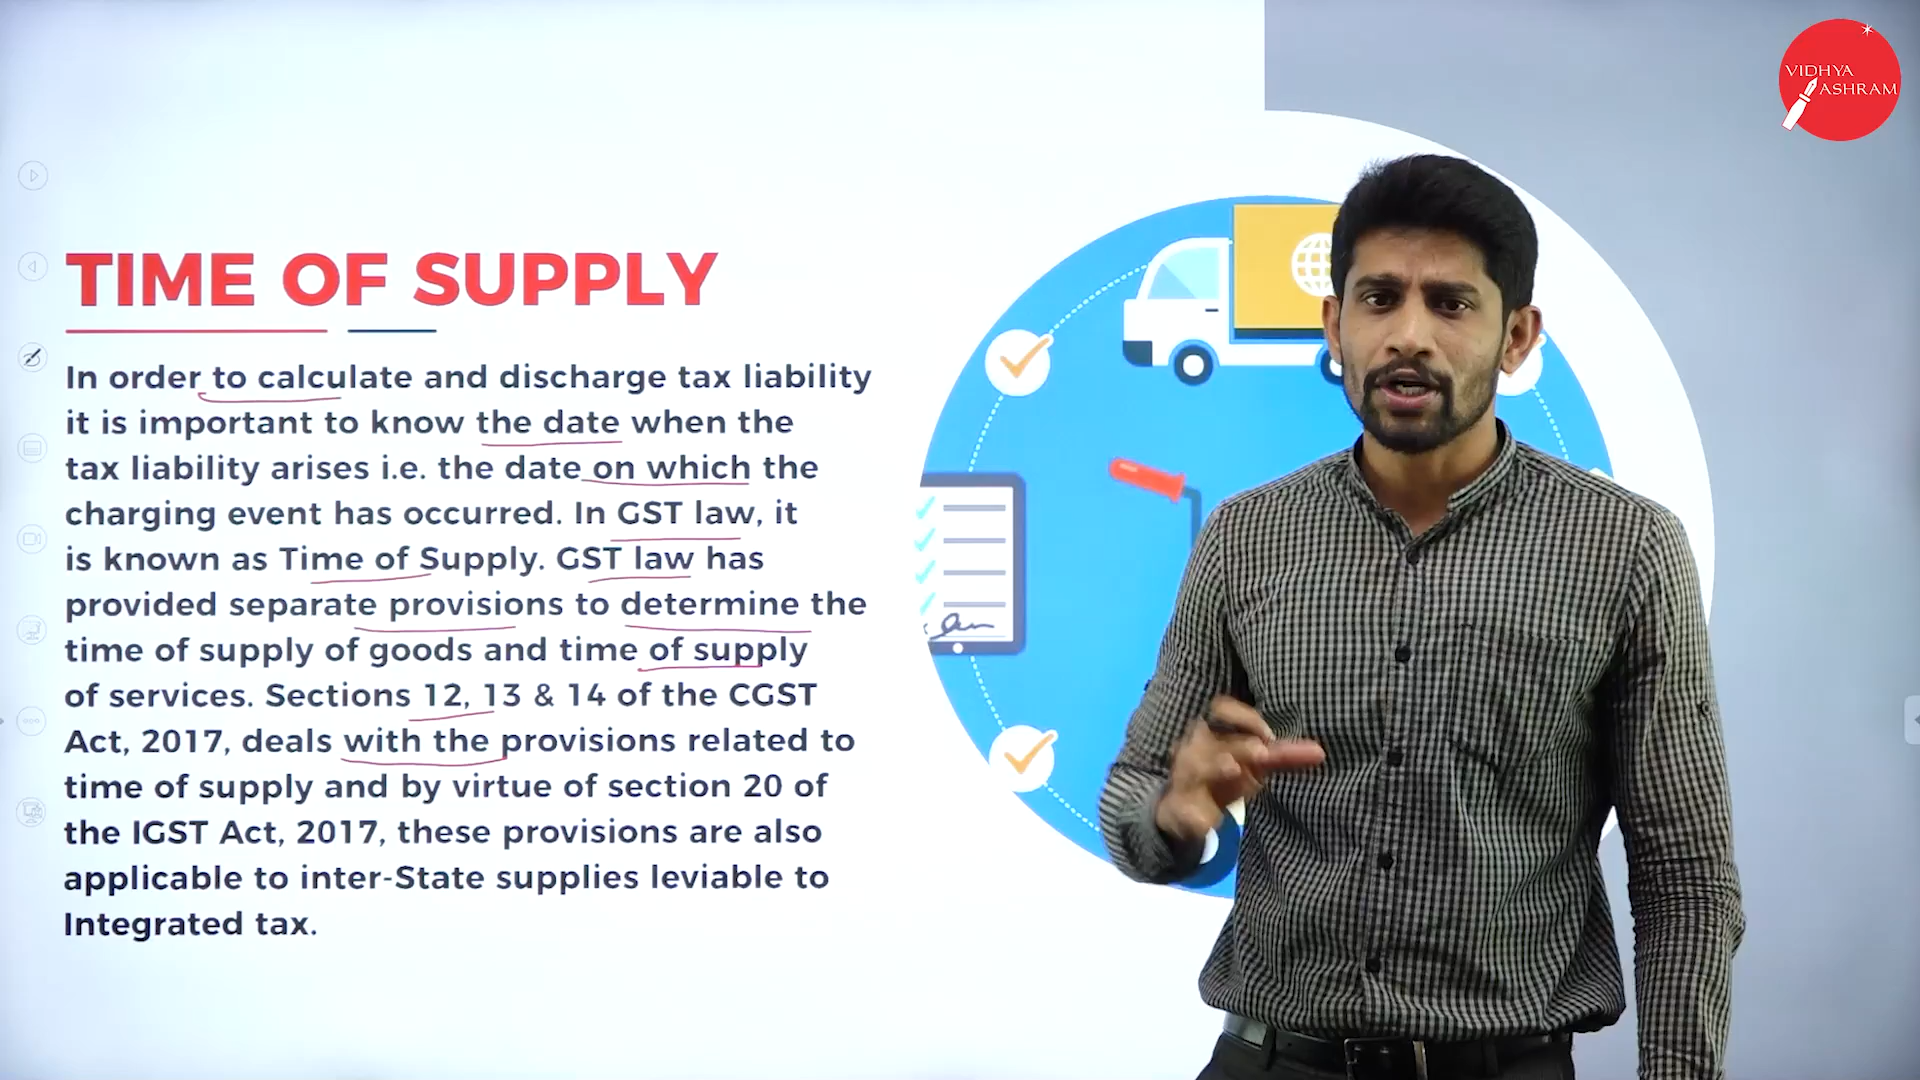 VIDHYA
ASHRAM
TIME OF SUPPLY
In order to calculate and discharge tax liability
it is important to know the date when the
tax liability arises i.e. the date on which the
charging event has occurred. In GST law, it
is known as Time of Supply. GST law has
provided separate provisions to determine the
time of supply of goods and time of supply
of services. Sections 12, 13 & 14 of the CGST
Act, 2017, deals with the provisions related to
time of supply and by virtue of section 20 of
the IGST Act, 2017, these provisions are also
applicable to inter-State supplies leviable to
Integrated tax.